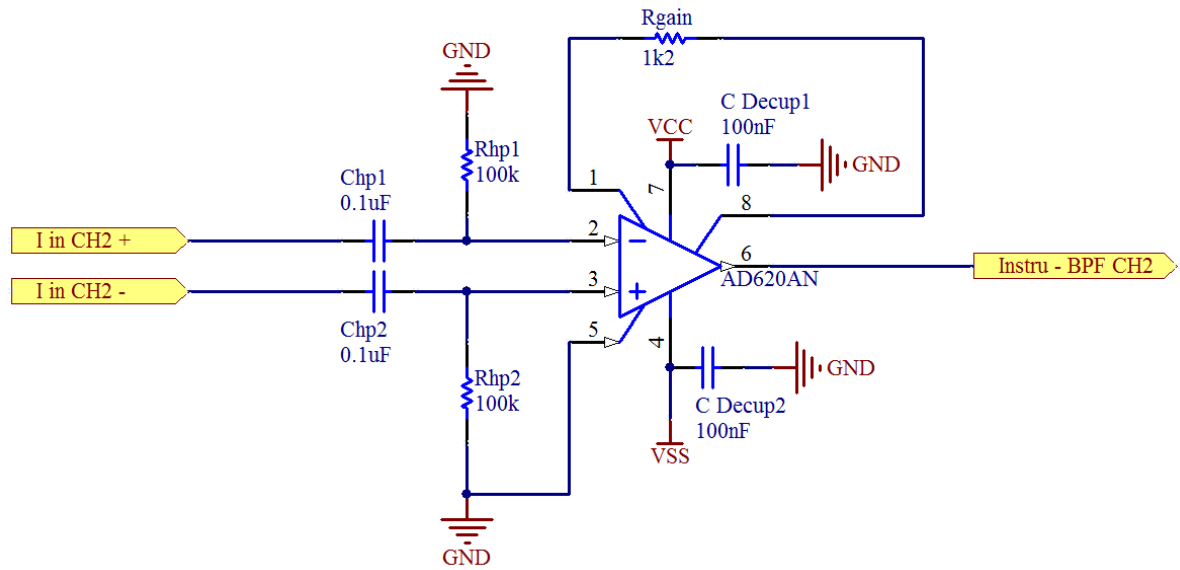 Rgain
1k2
GND
C Decup1
100nF
VCC
GND
Rhp1
100k
Chp1
0.1uF
1
7
8
I in CH2 +
2
6
Instru - BPF CH2
AD620AN
I in CH2 -
3
Chp2
0.1uF
5
4
Rhp2
100k
GND
C Decup2
100nF
VSS
GND